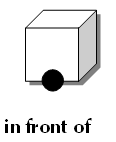 in front of